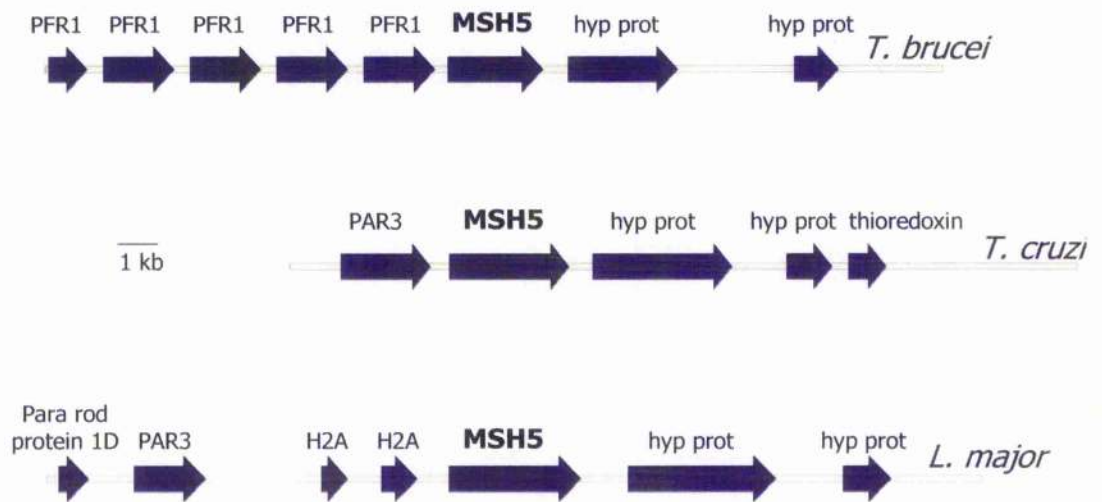 PFR1 PFR1 PFR1 PFR1 PFR1 MSH5 hyp prot hyp prot
T. brucei
PAR3 MSH5 hyp prot hyp prot thioredoxin
T. cruzi
1 kb
Para rod
protein 1D PAR3 H2A H2A MSH5 hyp prot hyp prot
L. major